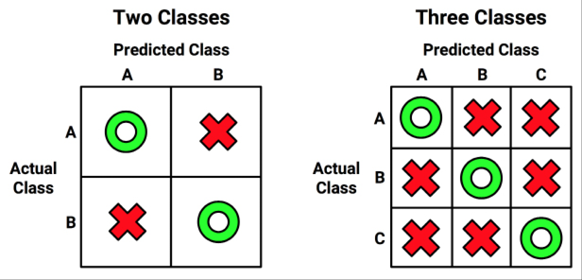 Two Classes
Predicted Class
A B
A
Actual
Class
B
Three Classes
Predicted Class
A B C
A
Actual
Class
B
C